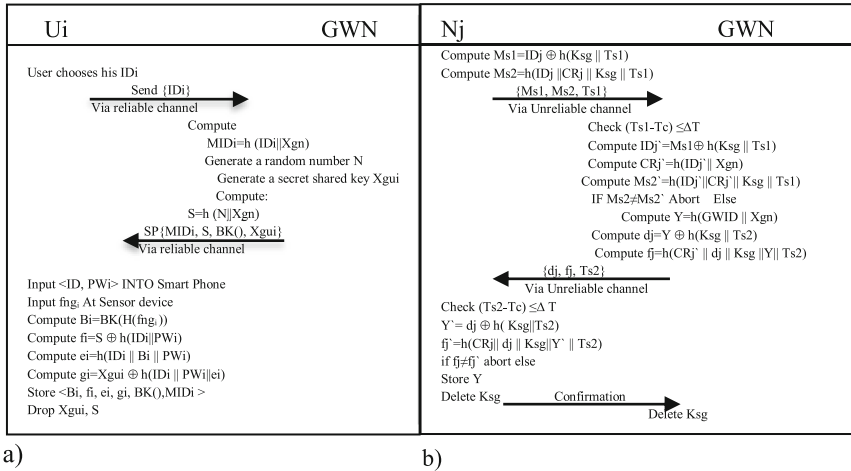 Ui GWN
User chooses his IDi
Send {IDi}
Via reliable channel
Compute
MIDi=h (IDi||Xgn)
Generate a random number N
Generate a secret shared key Xgui
Compute:
S=h (N||Xgn)
SP{MIDi, S, BK(), Xgui}
Via reliable channel
Input <ID, PWi> INTO Smart Phone
Input fngᵢ At Sensor device
Compute Bi=BK(H(fngᵢ))
Compute fi=S ⊕ h(IDi||PWi)
Compute ei=h(IDi || Bi || PWi)
Compute gi=Xgui ⊕ h(IDi || PWi||ei)
Store <Bi, fi, ei, gi, BK(),MIDi >
Drop Xgui, S
a)
Nj GWN
Compute Ms1=IDj ⊕ h(Ksg || Ts1)
Compute Ms2=h(IDj ||CRj || Ksg || Ts1)
{Ms1, Ms2, Ts1}
Via Unreliable channel
Check (Ts1-Tc) ≤ΔT
Compute IDj`=Ms1⊕ h(Ksg || Ts1)
Compute CRj`=h(IDj`|| Xgn)
Compute Ms2`=h(IDj`||CRj`|| Ksg || Ts1)
IF Ms2≠Ms2` Abort Else
Compute Y=h(GWID || Xgn)
Compute dj=Y ⊕ h(Ksg || Ts2)
Compute fj=h(CRj` || dj || Ksg ||Y|| Ts2)
{dj, fj, Ts2}
Via Unreliable channel
Check (Ts2-Tc) ≤Δ T
Y`= dj ⊕ h( Ksg||Ts2)
fj`=h(CRj|| dj || Ksg||Y` || Ts2)
if fj≠fj` abort else
Store Y
Delete Ksg Confirmation
Delete Ksg
b)